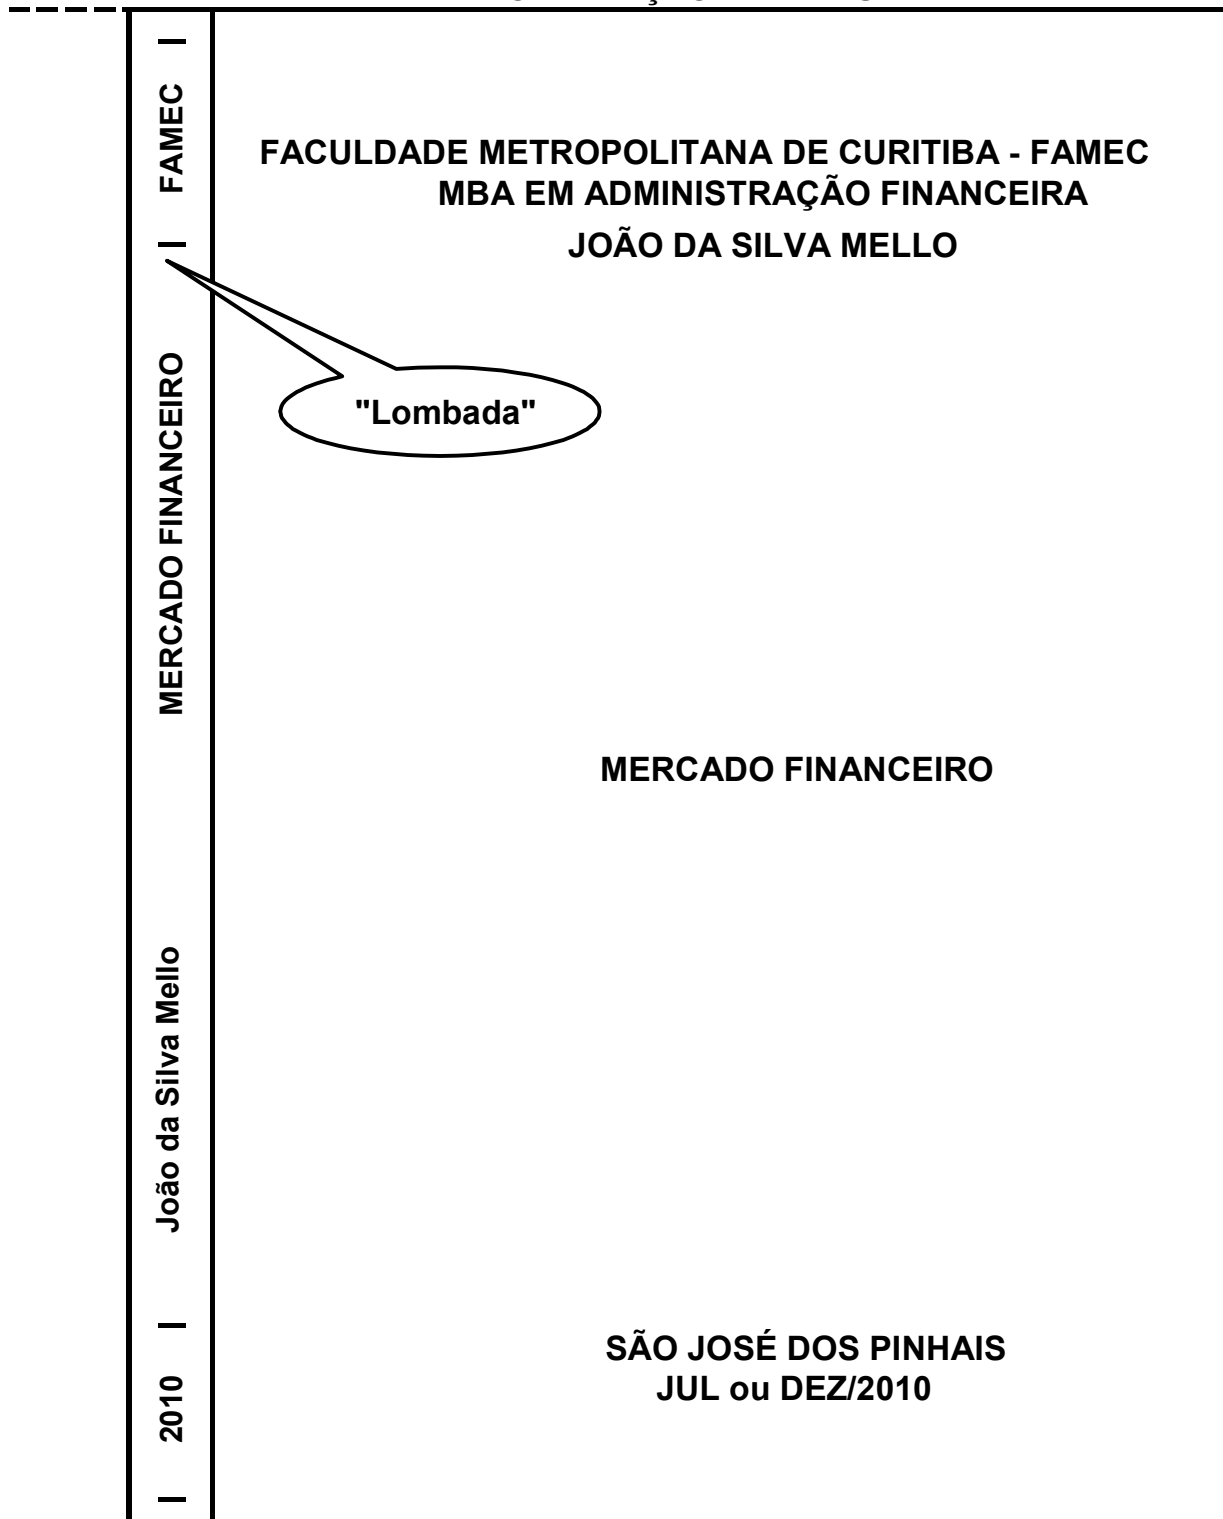 FACULDADE METROPOLITANA DE CURITIBA - FAMEC
MBA EM ADMINISTRAÇÃO FINANCEIRA
JOÃO DA SILVA MELLO
"Lombada"
MERCADO FINANCEIRO
SÃO JOSÉ DOS PINHAIS
JUL ou DEZ/2010
FAMEC
MERCADO FINANCEIRO
João da Silva Mello
2010